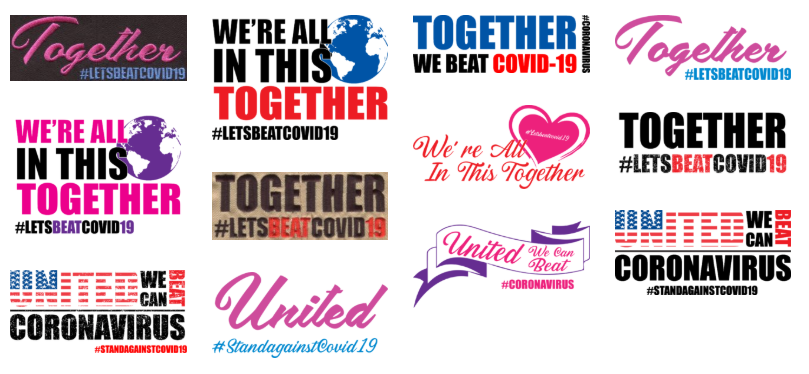 Together
#LETSBEATCOVID19
WE'RE ALL
IN THIS
TOGETHER
#LETSBEATCOVID19
UNITED WE CAN BEAT
CORONAVIRUS
#STANDAGAINSTCOVID19
WE'RE ALL
IN THIS
TOGETHER
#LETSBEATCOVID19
TOGETHER
#LETSBEATCOVID19
United
#StandagainstCovid19
TOGETHER
WE BEAT COVID-19
#CORONAVIRUS
#letsbeatcovid19
We're All
In This Together
United We Can
Beat
#CORONAVIRUS
Together
#LETSBEATCOVID19
TOGETHER
#LETSBEATCOVID19
UNITED WE CAN BEAT
CORONAVIRUS
#STANDAGAINSTCOVID19